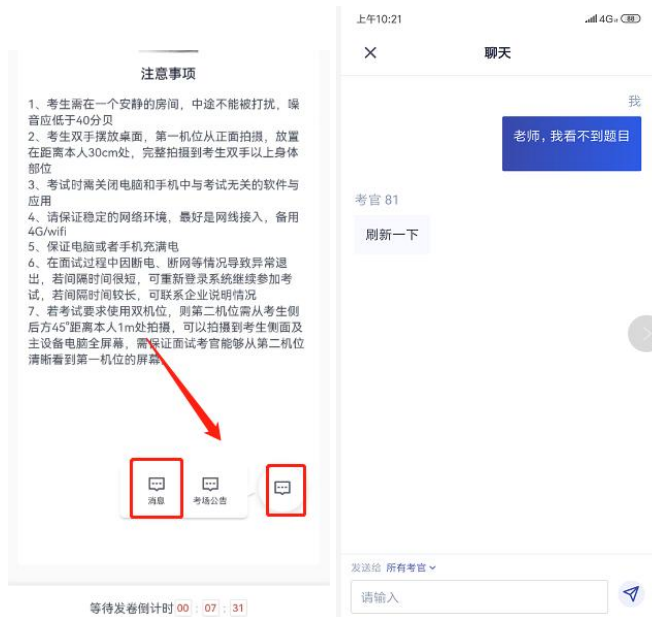 注意事项
1、考生需在一个安静的房间，中途不能被打扰，噪
音应低于40分贝
2、考生双手摆放桌面，第一机位从正面拍摄，放置
在距离本人30cm处，完整拍摄到考生双手以上身体
部位
3、考试时需关闭电脑和手机中与考试无关的软件与
应用
4、请保证稳定的网络环境，最好是网线接入，备用
4G/wifi
5、保证电脑或者手机充满电
6、在面试过程中因断电、断网等情况导致异常退
出，若间隔时间很短，可重新登录系统继续参加考
试，若间隔时间较长，可联系企业说明情况
7、若考试要求使用双机位，则第二机位需从考生侧
后方45°距离本人1m处拍摄，可以拍摄到考生侧面及
主设备电脑全屏幕，需保证面试考官能够从第二机位
清晰看到第一机位的屏幕
消息
考场公告
等待发卷倒计时 00 : 07 : 31
上午10:21
4G 88
聊天
我
老师，我看不到题目
考官 81
刷新一下
发送给 所有考官
请输入